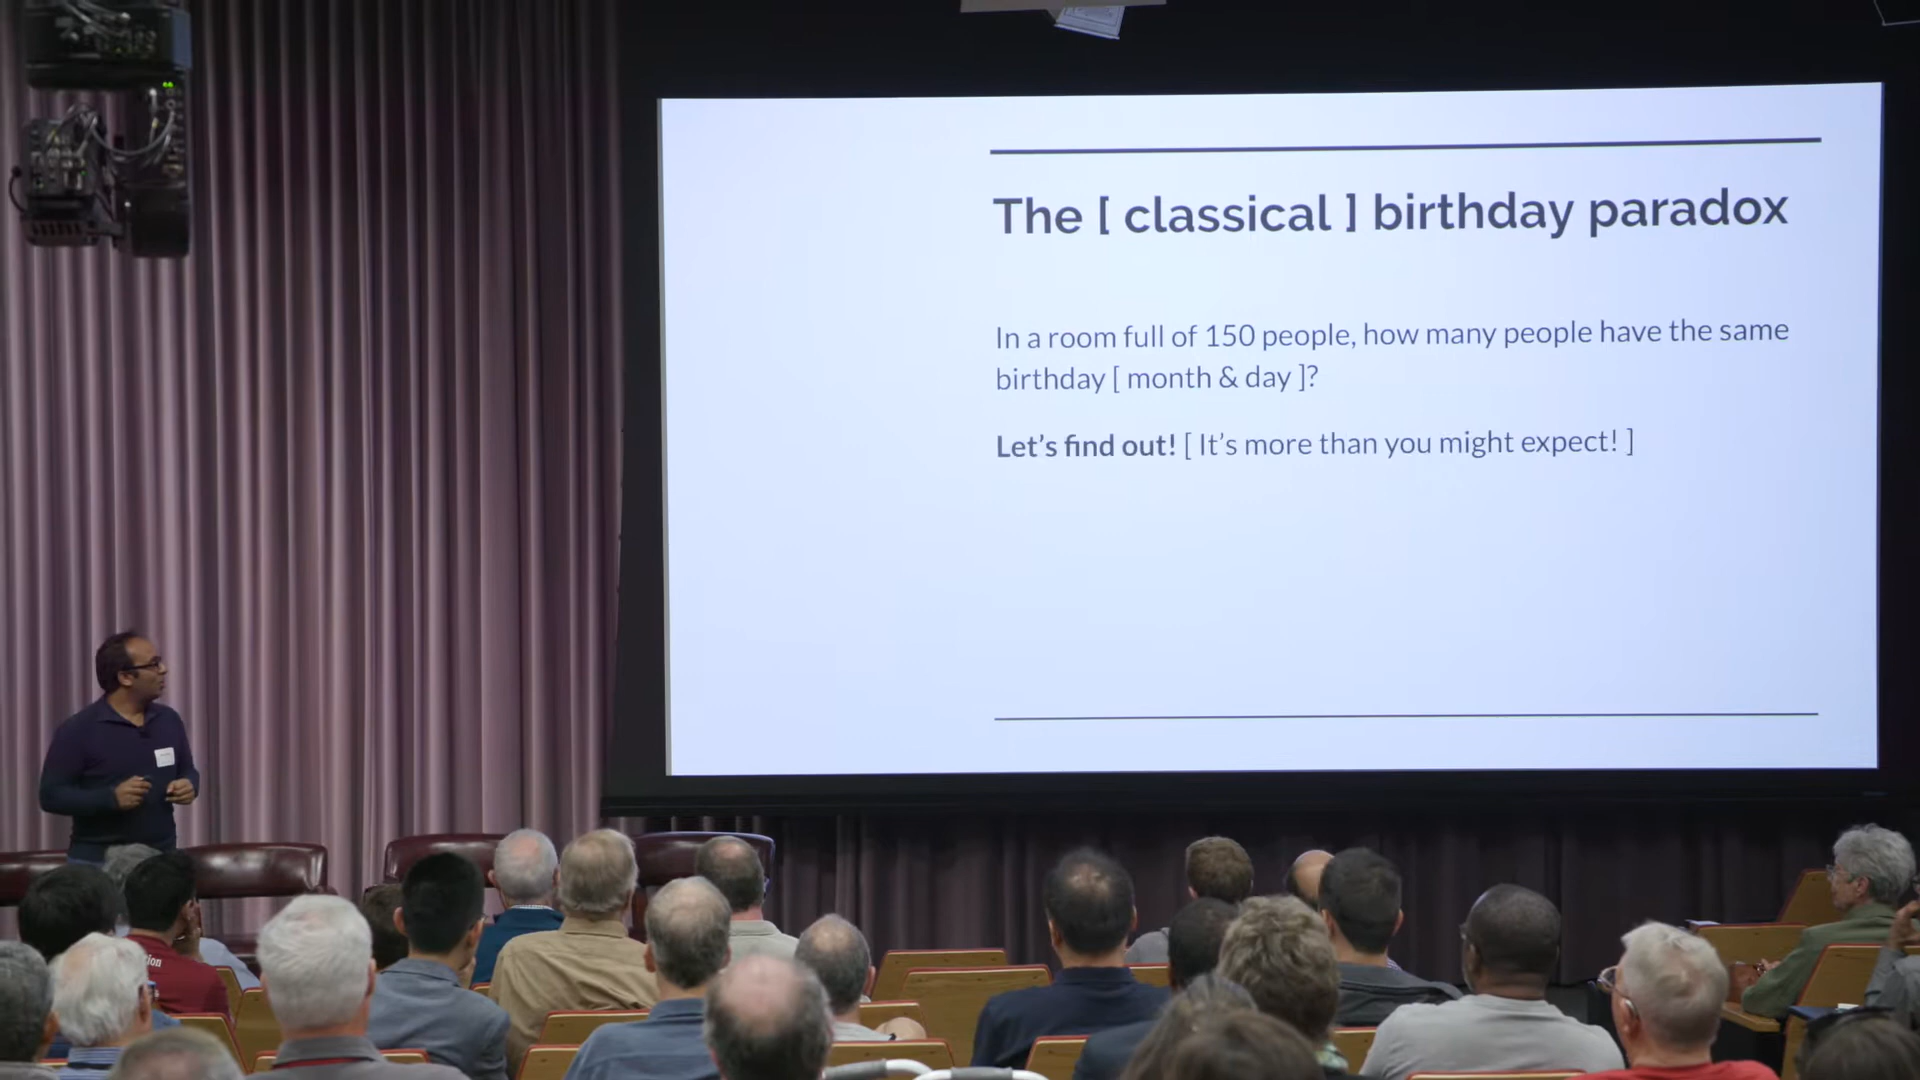 The [ classical ] birthday paradox
In a room full of 150 people, how many people have the same
birthday [ month & day ]?
Let's find out! [ It's more than you might expect! ]
ion